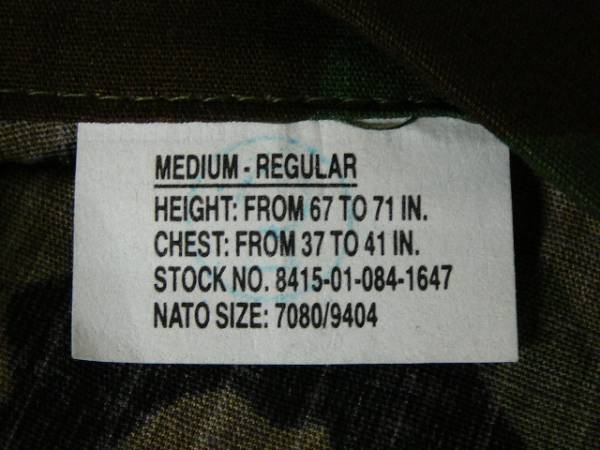 MEDIUM - REGULAR
HEIGHT: FROM 67 TO 71 IN.
CHEST: FROM 37 TO 41 IN.
STOCK NO. 8415-01-084-1647
NATO SIZE: 7080/9404